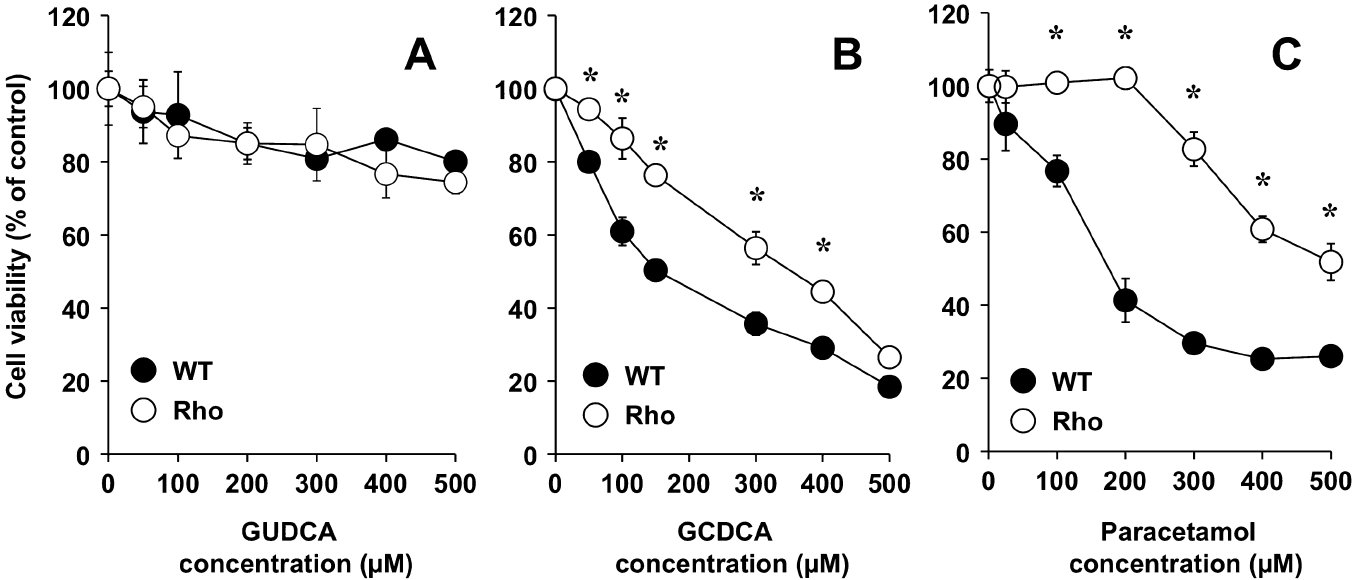 Cell viability (% of control)
A
120
100
80
60
40
20
0
WT
Rho
0 100 200 300 400 500
GUDCA
concentration (µM)
B
120
100
80
60
40
20
0
* * * * *
WT
Rho
0 100 200 300 400 500
GCDCA
concentration (µM)
C
120
100
80
60
40
20
0
* * * * *
WT
Rho
0 100 200 300 400 500
Paracetamol
concentration (µM)